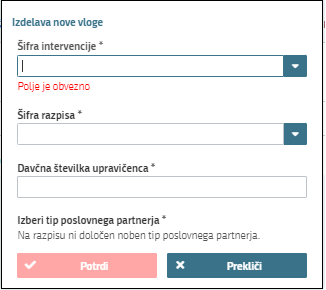 Izdelava nove vloge
Šifra intervencije *
Polje je obvezno
Šifra razpisa *
Davčna številka upravičenca *
Izberi tip poslovnega partnerja *
Na razpisu ni določen noben tip poslovnega partnerja.
Potrdi
Prekliči